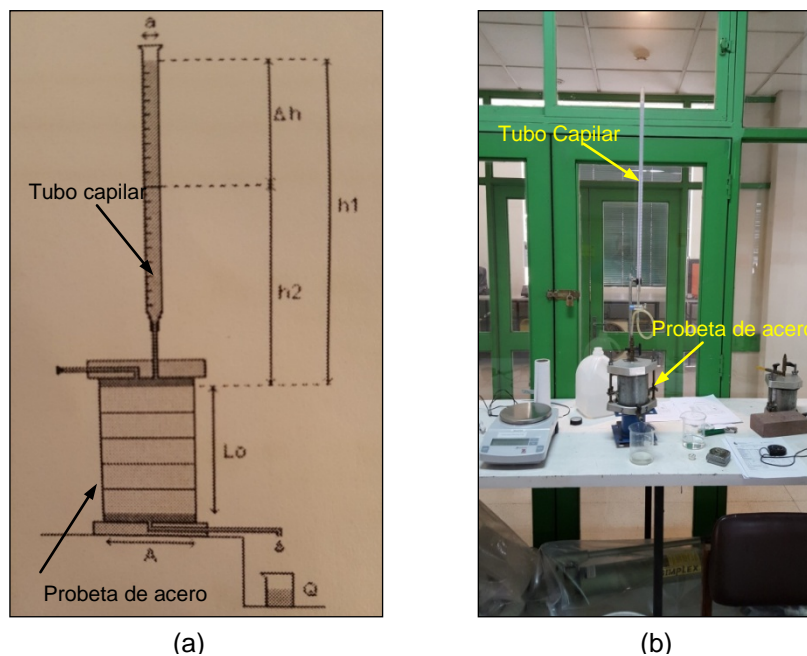 a
Δh
Tubo capilar
h1
h2
Lo
A
Probeta de acero
Q
(a)
Tubo Capilar
Probeta de acero
(b)